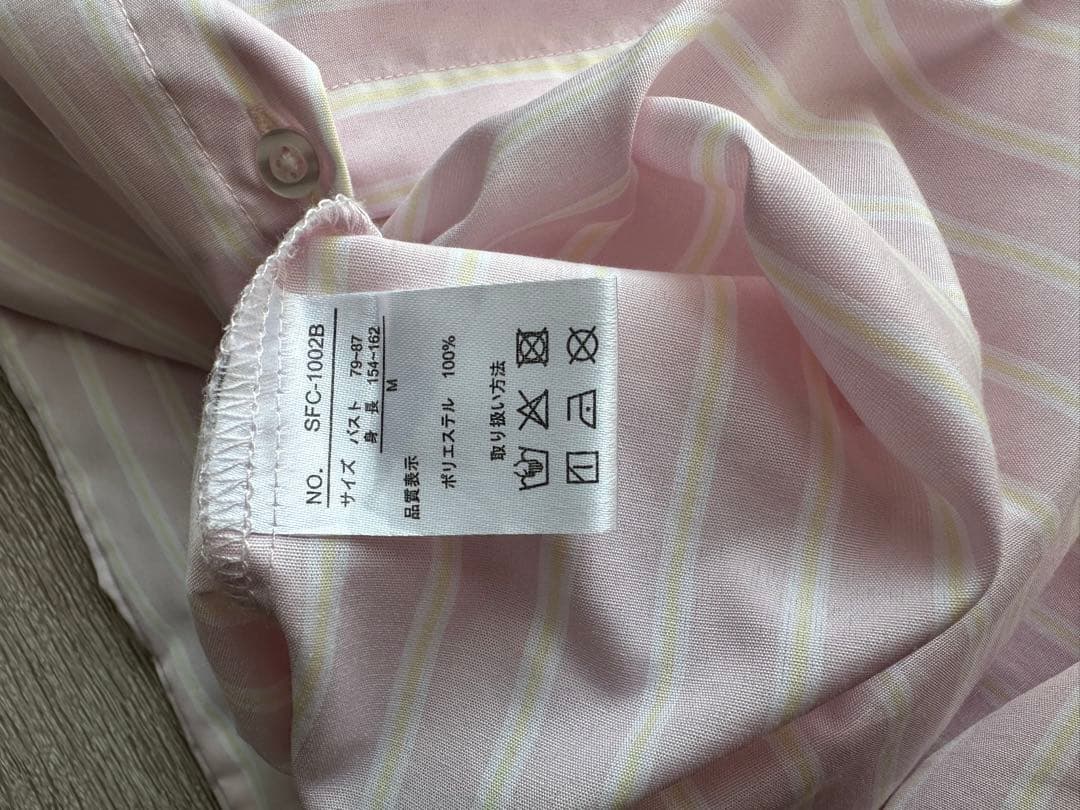 NO. SFC-1002B
サイズ バスト 79~87
身 長 154~162
M
品質表示
ポリエステル 100%
取り扱い方法